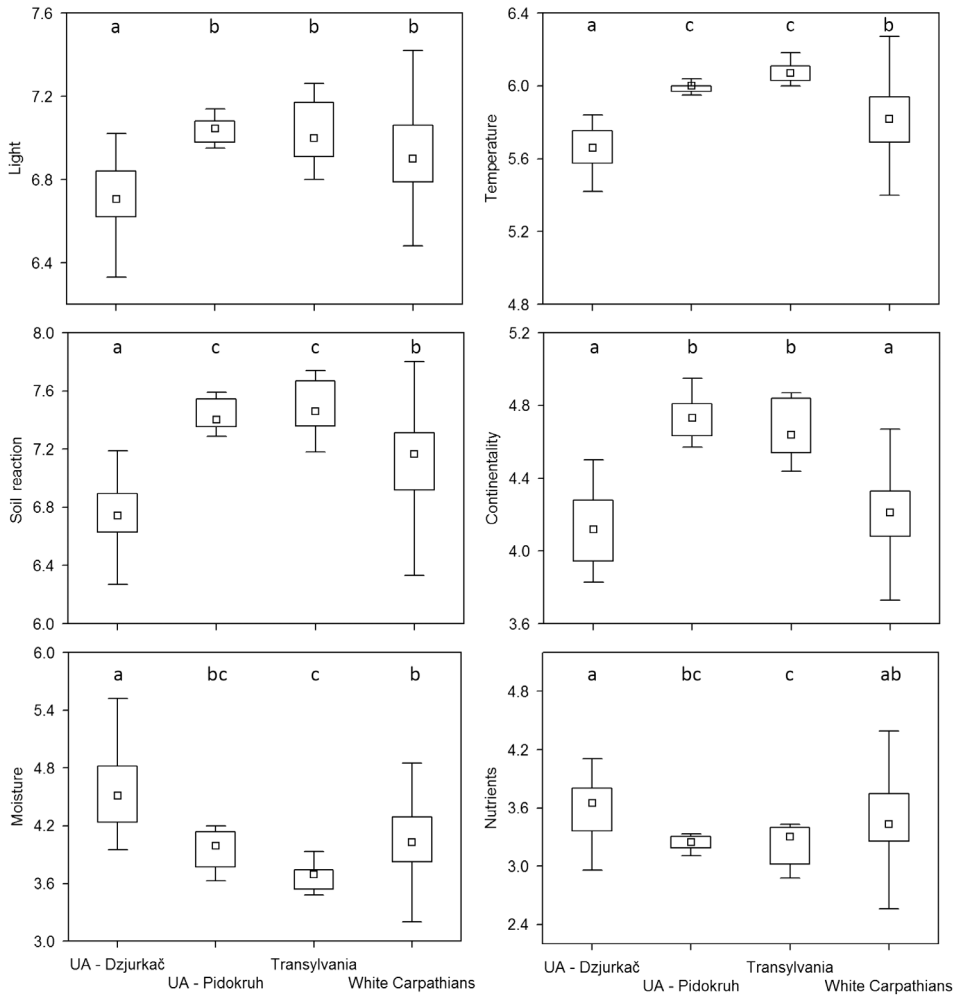 Light
7.6
7.2
6.8
6.4
a b b b
Temperature
6.4
6.0
5.6
5.2
4.8
a c c b
Soil reaction
8.0
7.6
7.2
6.8
6.4
6.0
a c c b
Continentality
5.2
4.8
4.4
4.0
3.6
a b b a
Moisture
6.0
5.4
4.8
4.2
3.6
3.0
a bc c b
UA - Dzjurkač Transylvania
UA - Pidokruh White Carpathians
Nutrients
4.8
4.2
3.6
3.0
2.4
a bc c ab
UA - Dzjurkač Transylvania
UA - Pidokruh White Carpathians